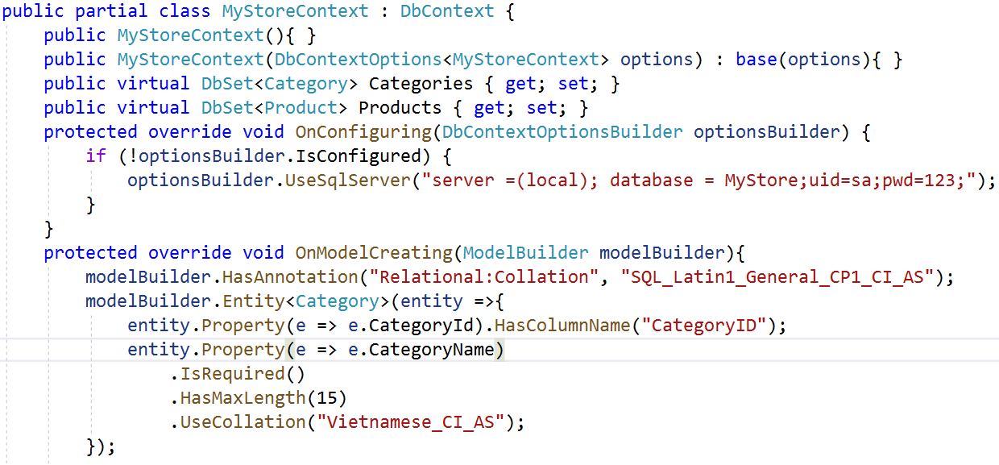 public partial class MyStoreContext : DbContext {
    public MyStoreContext(){ }
    public MyStoreContext(DbContextOptions<MyStoreContext> options) : base(options){ }
    public virtual DbSet<Category> Categories { get; set; }
    public virtual DbSet<Product> Products { get; set; }
    protected override void OnConfiguring(DbContextOptionsBuilder optionsBuilder) {
        if (!optionsBuilder.IsConfigured) {
            optionsBuilder.UseSqlServer("server =(local); database = MyStore;uid=sa;pwd=123;");
        }
    }
    protected override void OnModelCreating(ModelBuilder modelBuilder){
        modelBuilder.HasAnnotation("Relational:Collation", "SQL_Latin1_General_CP1_CI_AS");
        modelBuilder.Entity<Category>(entity =>{
            entity.Property(e => e.CategoryId).HasColumnName("CategoryID");
            entity.Property(e => e.CategoryName)
                .IsRequired()
                .HasMaxLength(15)
                .UseCollation("Vietnamese_CI_AS");
        });